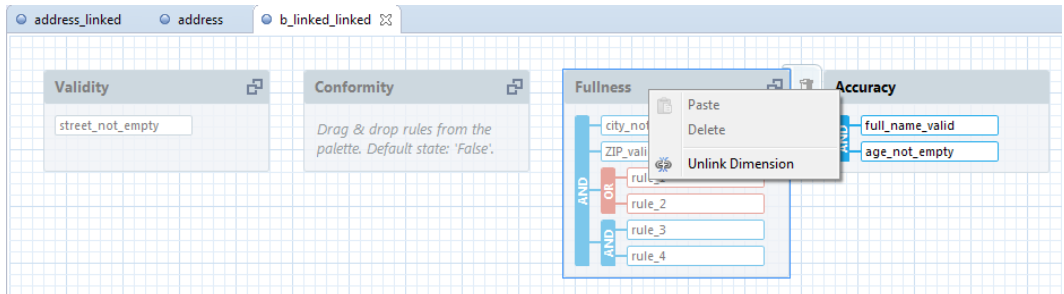 address_linked address b_linked_linked
Validity
street_not_empty
Conformity
Drag & drop rules from the
palette. Default state: 'False'.
Fullness
AND
city_not
ZIP_vali
OR
rule_2
AND
rule_3
rule_4
Paste
Delete
Unlink Dimension
Accuracy
AND
full_name_valid
age_not_empty